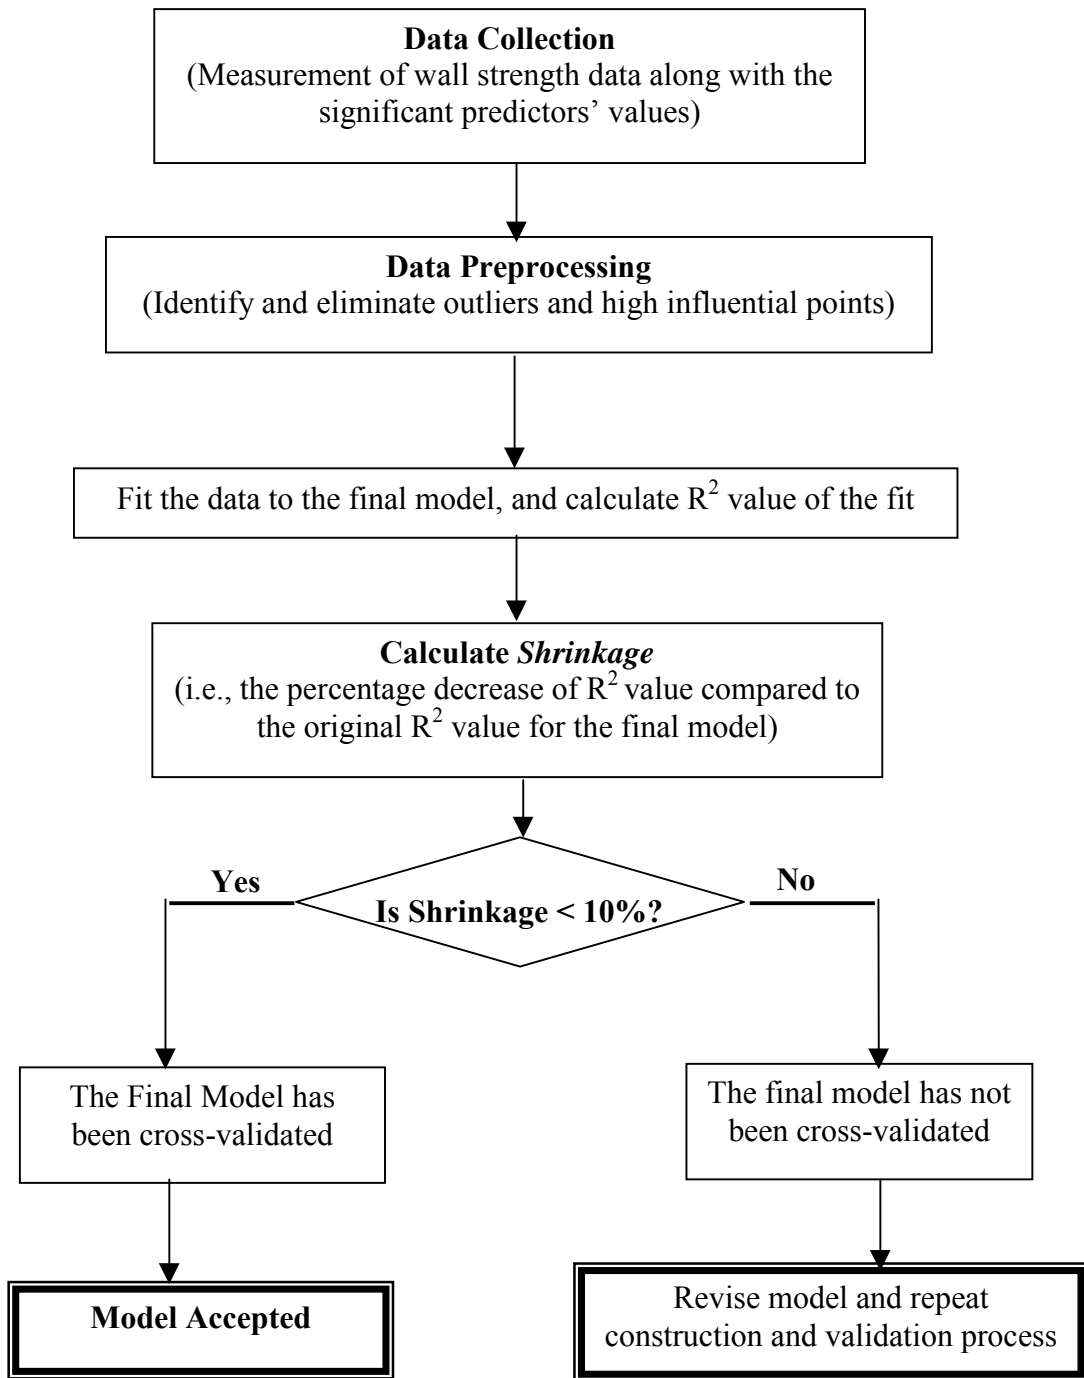 Data Collection
(Measurement of wall strength data along with the
significant predictors’ values)
Data Preprocessing
(Identify and eliminate outliers and high influential points)
Fit the data to the final model, and calculate R² value of the fit
Calculate Shrinkage
(i.e., the percentage decrease of R² value compared to
the original R² value for the final model)
Is Shrinkage < 10%?
Yes
No
The Final Model has
been cross-validated
The final model has not
been cross-validated
Model Accepted
Revise model and repeat
construction and validation process